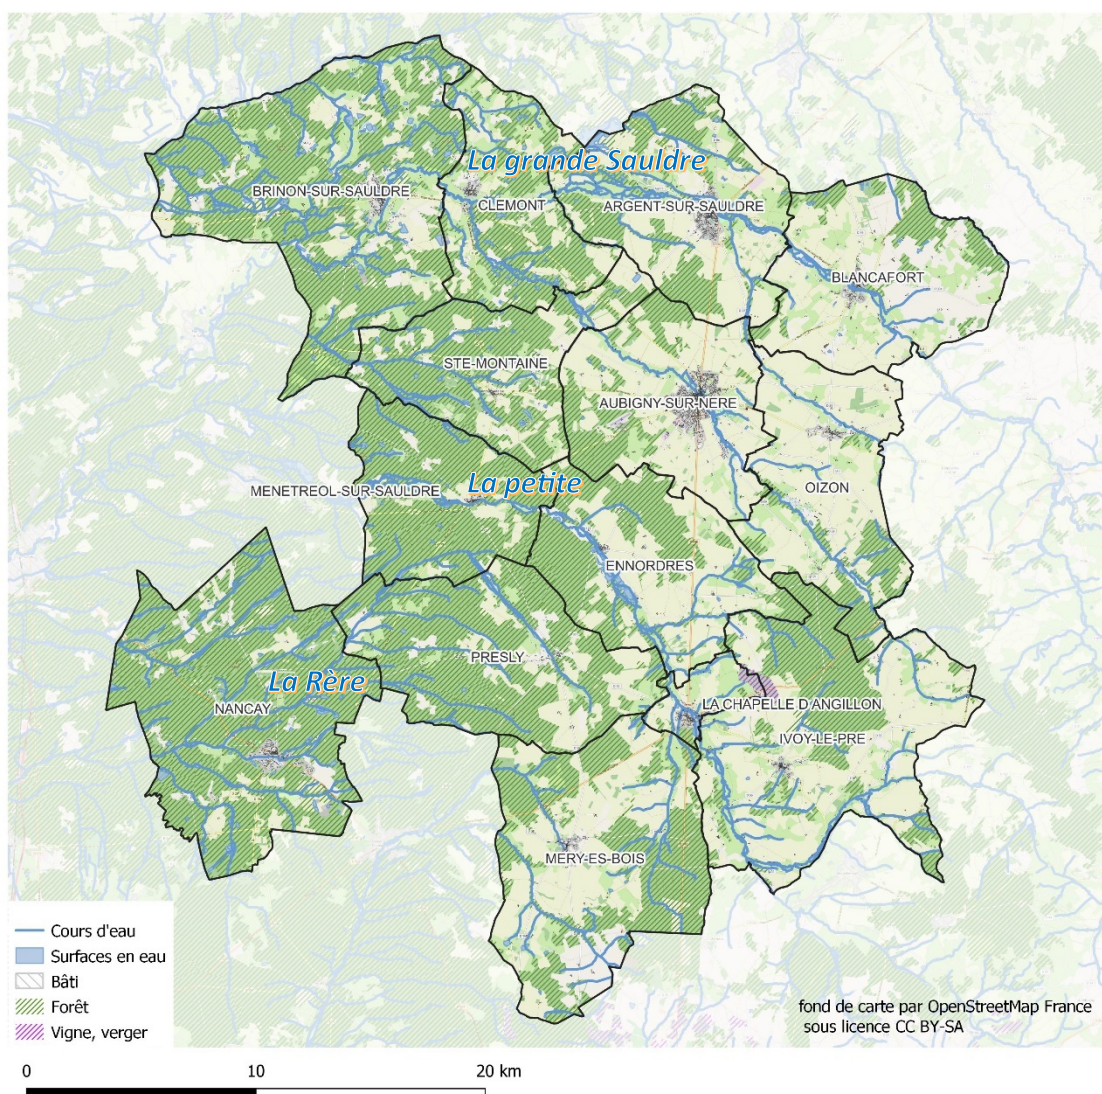 La grande Sauldre
BRINON-SUR-SAULDRE
CLEMONT
ARGENT-SUR-SAULDRE
BLANCAFORT
STE-MONTAINE
AUBIGNY-SUR-NERE
La petite
MENETREOL-SUR-SAULDRE
OIZON
ENNORDRES
PRESLY
La Rère
NANCAY
LA CHAPELLE D ANGILLON
IVOY-LE-PRE
MERY-ES-BOIS
Cours d'eau
Surfaces en eau
Bâti
Forêt
Vigne, verger
fond de carte par OpenStreetMap France
sous licence CC BY-SA
0 10 20 km